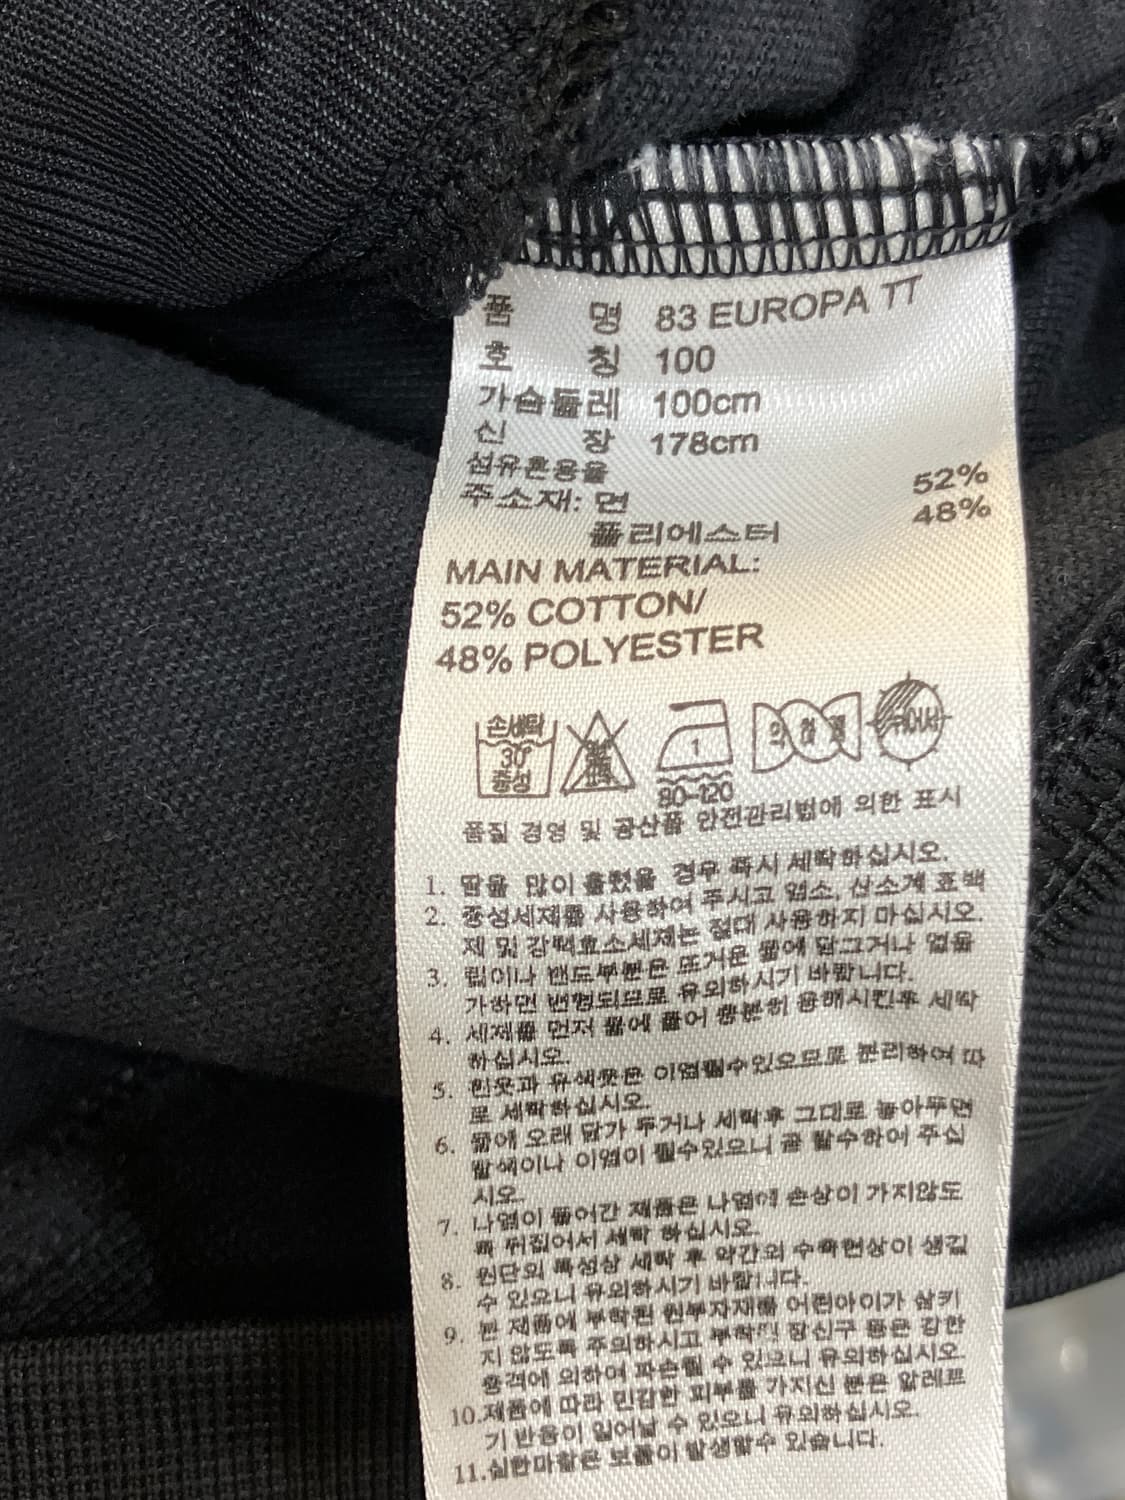 품 명 83 EUROPA TT
호 칭 100
가슴둘레 100cm
신 장 178cm
섬유혼용율
주소재: 면 52%
폴리에스터 48%
MAIN MATERIAL:
52% COTTON/
48% POLYESTER
손세탁
30°
중성
1
80-120
뉘어서
품질 경영 및 공산품 안전관리법에 의한 표시
1. 땀을 많이 흘렸을 경우 즉시 세탁하십시오.
2. 중성세제를 사용하여 주시고 염소, 산소계 표백
제 및 강력효소세제는 절대 사용하지 마십시오.
3. 립이나 밴드부분은 뜨거운 물에 담그거나 열을
가하면 변형되므로 유의하시기 바랍니다.
4. 세제를 먼저 물에 풀어 충분히 용해시킨후 세탁
하십시오.
5. 흰옷과 유색옷은 이염될수있으므로 분리하여 따
로 세탁하십시오.
6. 물에 오래 담가 두거나 세탁후 그대로 놓아두면
탈색이나 이염이 될수있으니 곧 탈수하여 주십
시오.
7. 나염이 들어간 제품은 나염에 손상이 가지않도
록 뒤집어서 세탁 하십시오.
8. 원단의 특성상 세탁 후 약간의 수축현상이 생길
수 있으니 유의하시기 바랍니다.
9. 본 제품에 부착된 원부자재를 어린아이가 삼키
지 않도록 주의하시고 부착된 장신구 등은 강한
충격에 의하여 파손될 수 있으니 유의하십시오.
10.제품에 따라 민감한 피부를 가지신 분은 알레르
기 반응이 일어날 수 있으니 유의하십시오.
11.심한마찰은 보풀이 발생할수 있습니다.